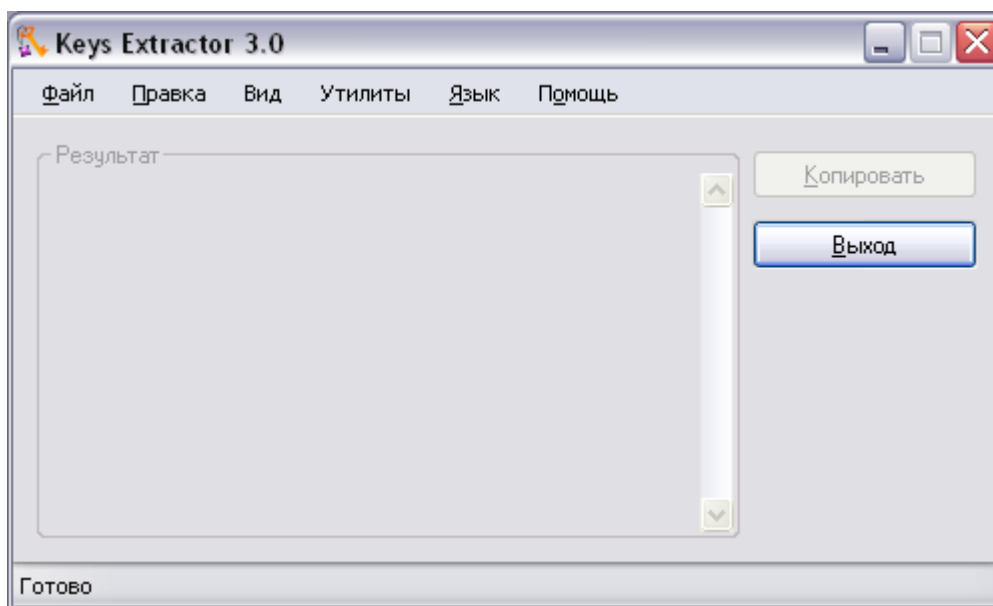 Keys Extractor 3.0
Файл Правка Вид Утилиты Язык Помощь
Результат
Копировать
Выход
Готово